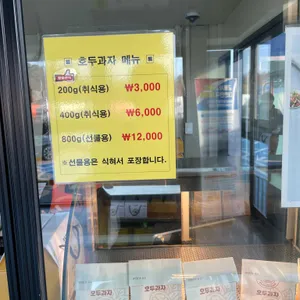 호두과자 메뉴
200g(취식용) ₩3,000
400g(취식용) ₩6,000
800g(선물용) ₩12,000
※선물용은 식혀서 포장합니다.
호두과자
호두과자
호두과자
호두과자